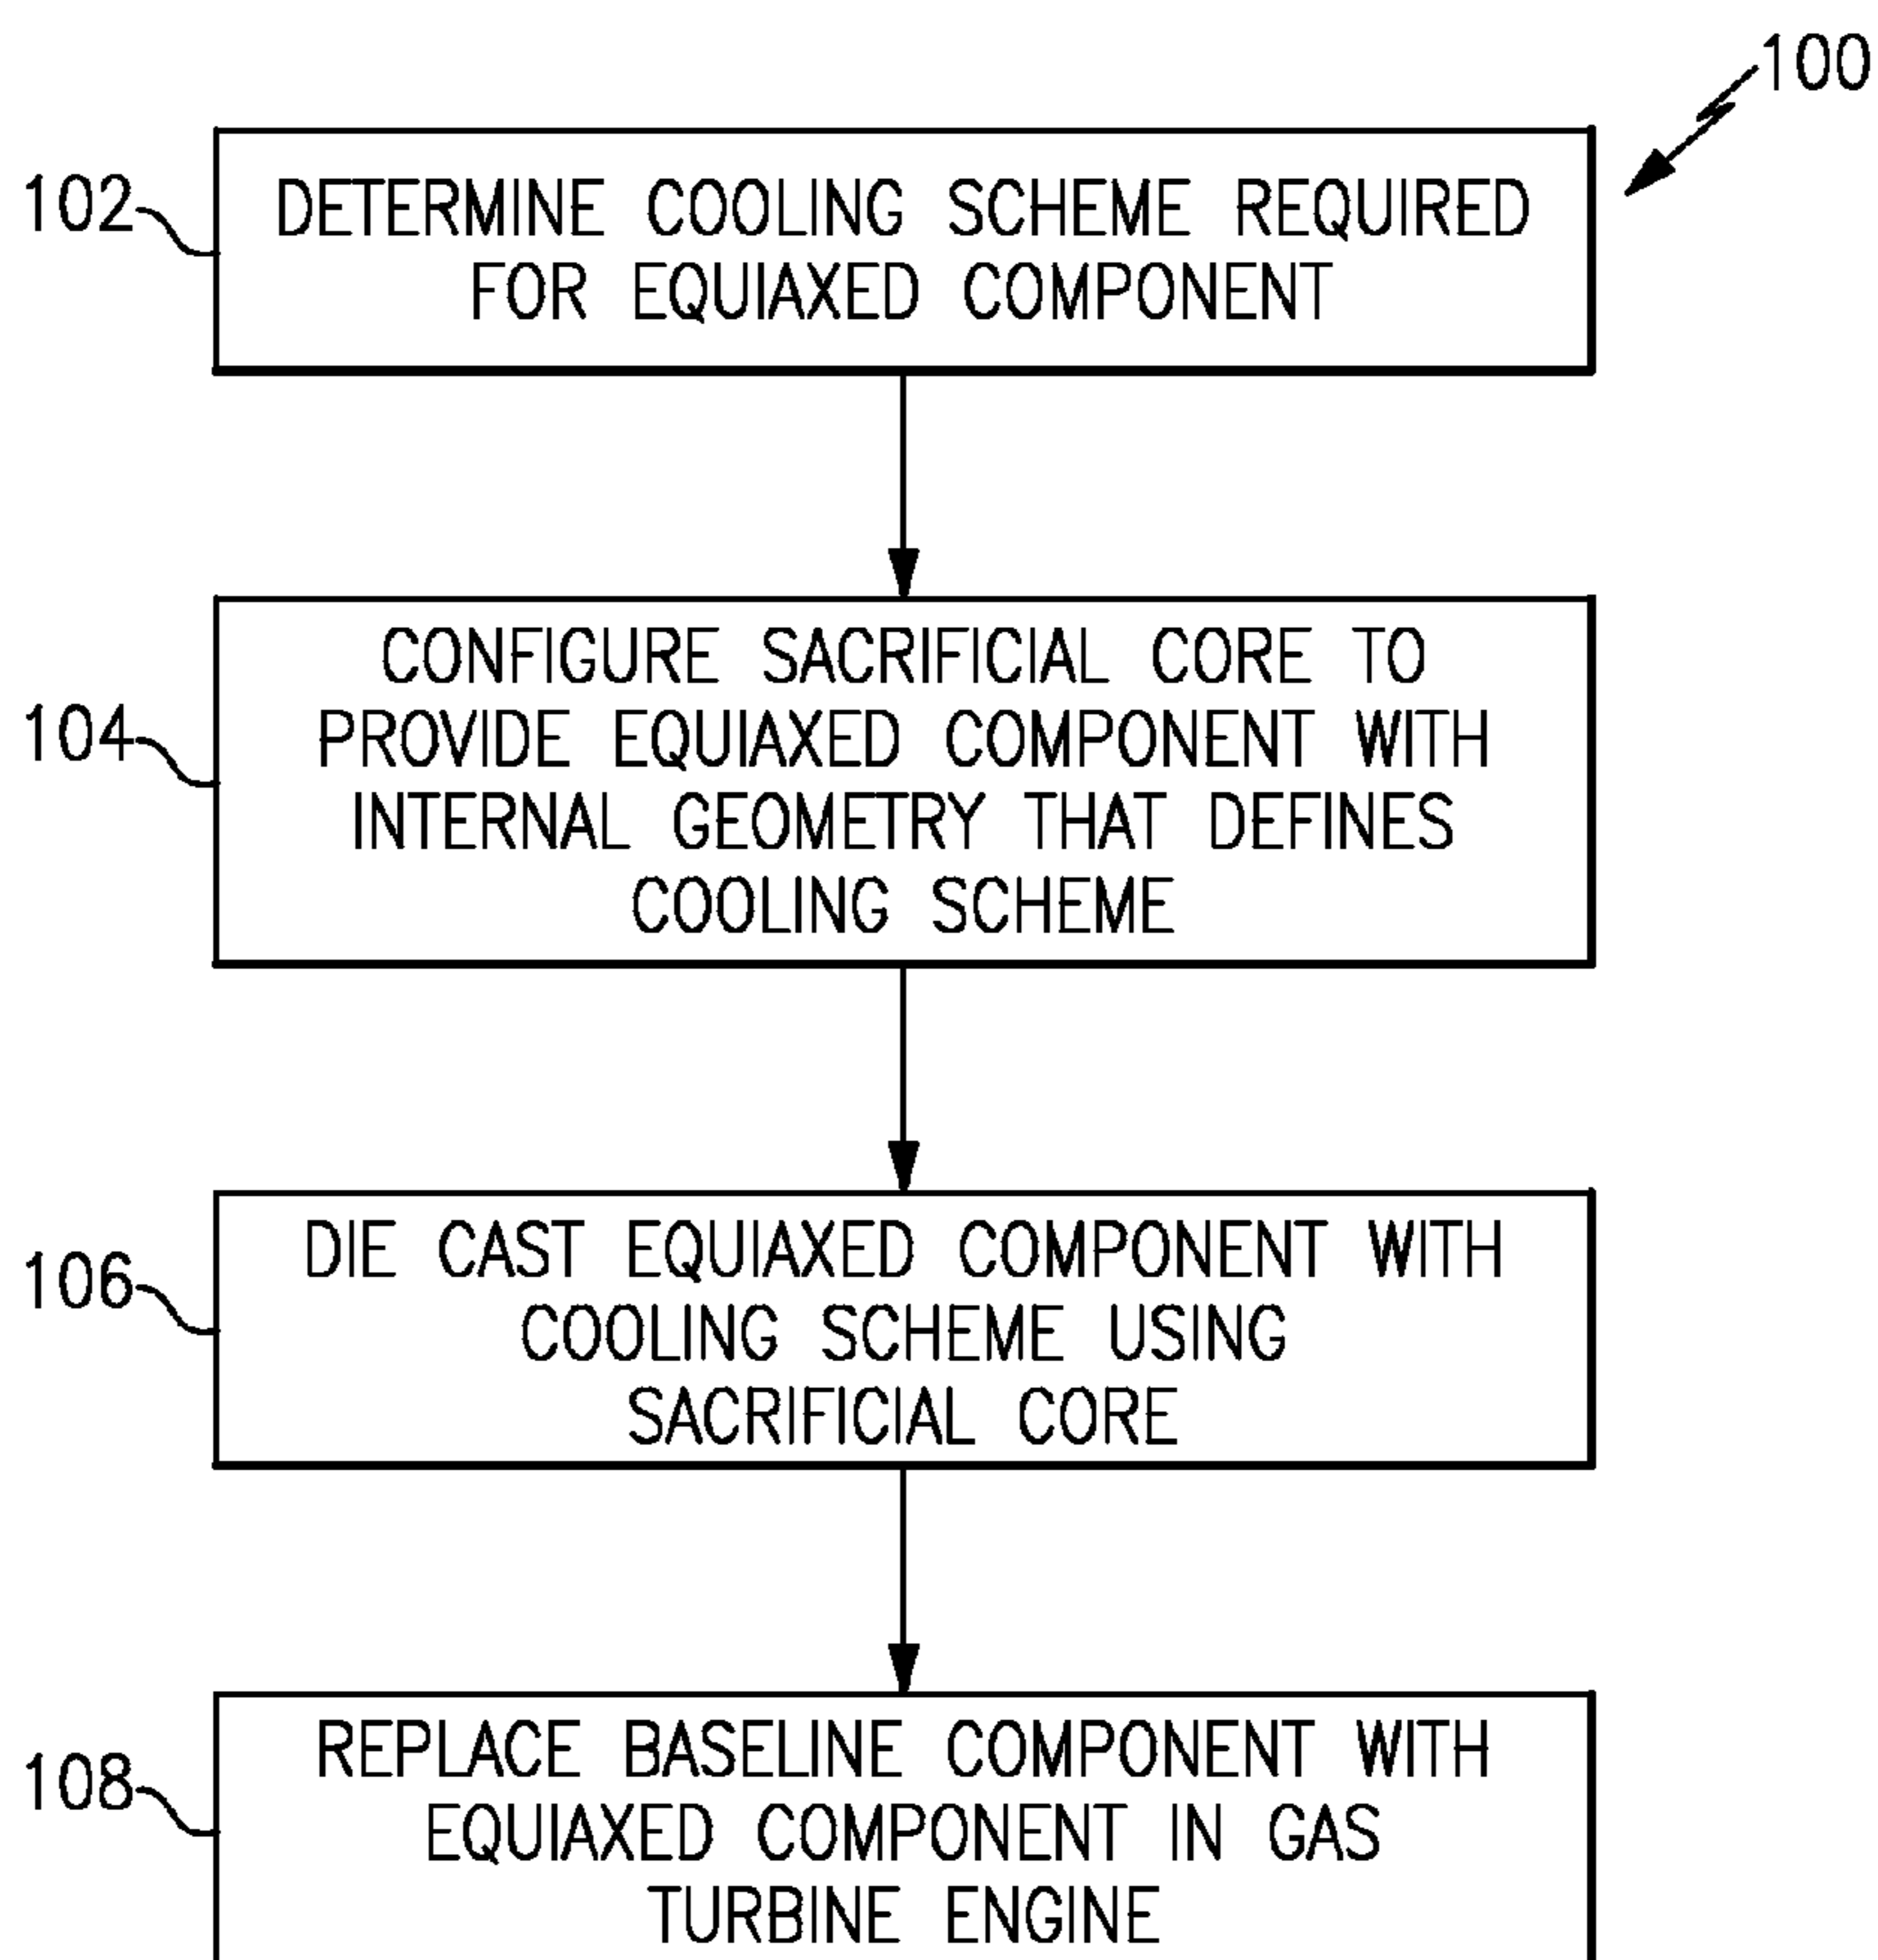 100
102
DETERMINE COOLING SCHEME REQUIRED
FOR EQUIAXED COMPONENT
104
CONFIGURE SACRIFICIAL CORE TO
PROVIDE EQUIAXED COMPONENT WITH
INTERNAL GEOMETRY THAT DEFINES
COOLING SCHEME
106
DIE CAST EQUIAXED COMPONENT WITH
COOLING SCHEME USING
SACRIFICIAL CORE
108
REPLACE BASELINE COMPONENT WITH
EQUIAXED COMPONENT IN GAS
TURBINE ENGINE